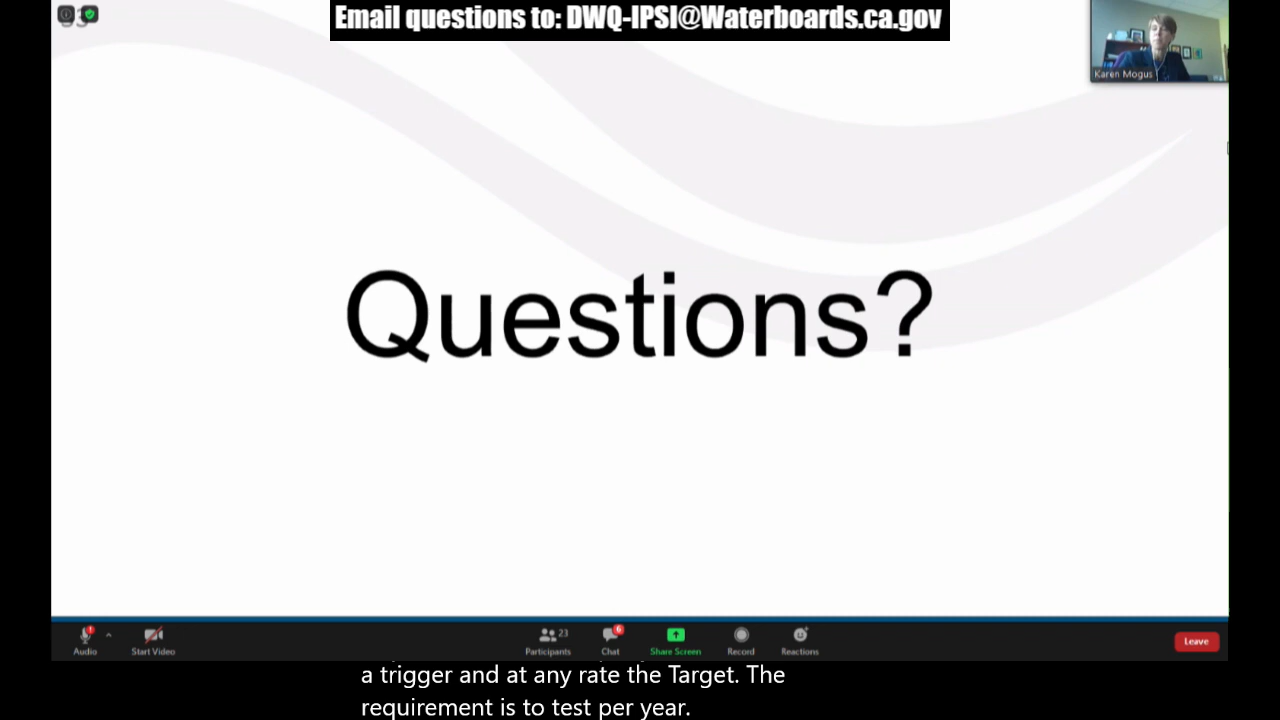 Email questions to: DWQ-IPSI@Waterboards.ca.gov
Karen Mogus
Questions?
23
6
Audio
Start Video
Participants
Chat
Share Screen
Record
Reactions
Leave
a trigger and at any rate the Target. The
requirement is to test per year.